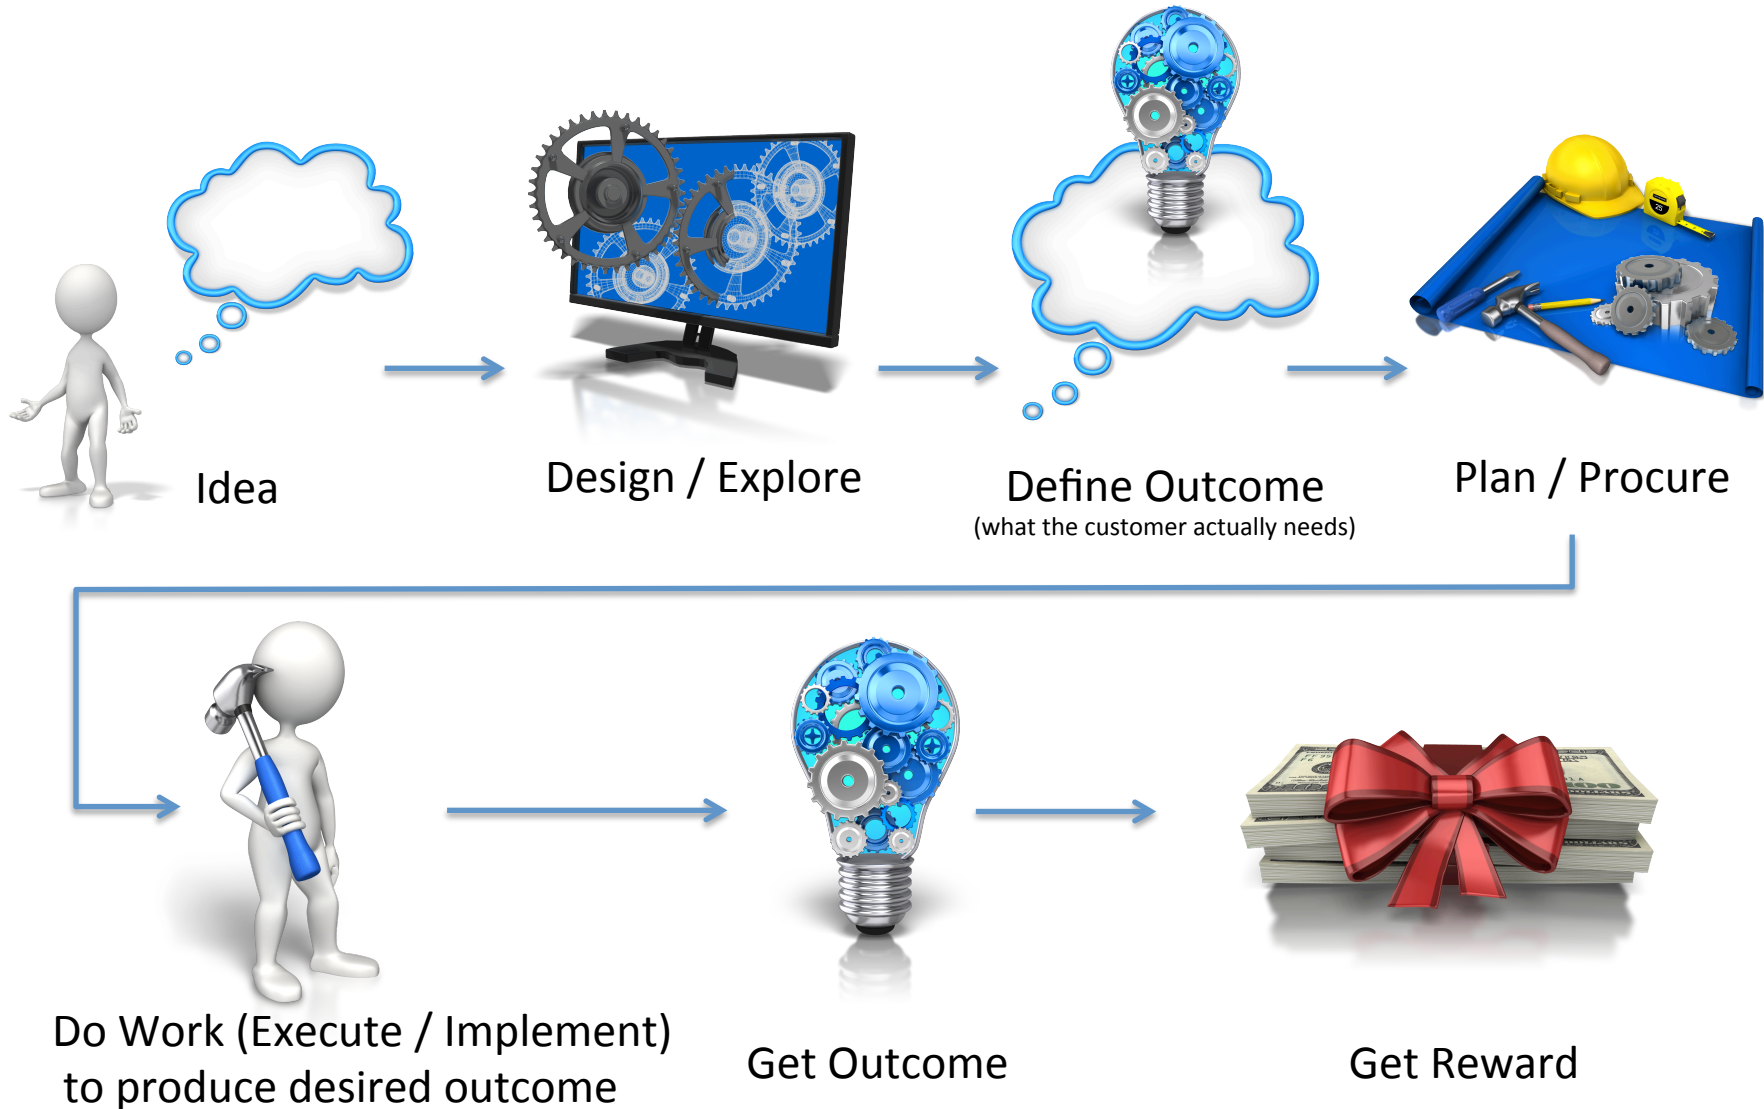 Idea
Design / Explore
Define Outcome
(what the customer actually needs)
Plan / Procure
25
Do Work (Execute / Implement)
to produce desired outcome
Get Outcome
Get Reward